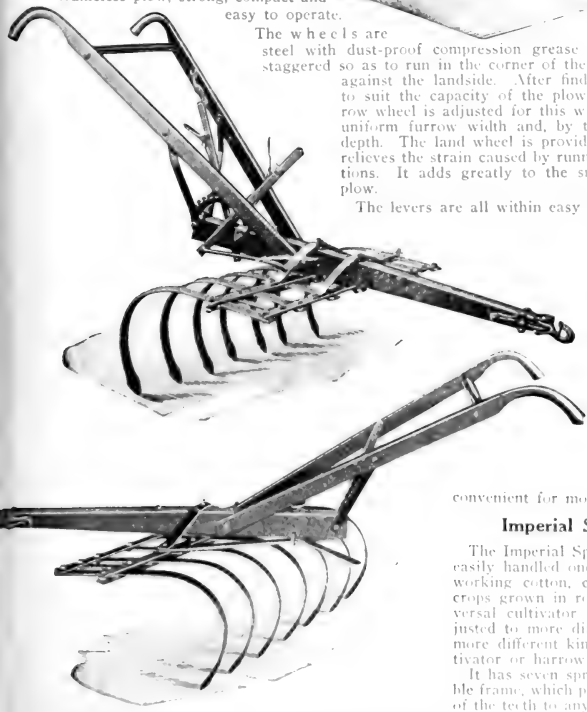 plow, strong, compact and
easy to operate.
The wheels are
steel with dust-proof compression grease
staggered so as to run in the corner of the
against the landside. After find
to suit the capacity of the plow
row wheel is adjusted for this w
uniform furrow width and, by t
depth. The land wheel is provid
relieves the strain caused by runn
tions. It adds greatly to the s
plow.
The levers are all within easy
convenient for mo
Imperial S
The Imperial Sp
easily handled one
working cotton, c
crops grown in ro
versal cultivator
justed to more di
more different kin
tivator or harrow
It has seven spr
ble frame, which p
of the teeth to any